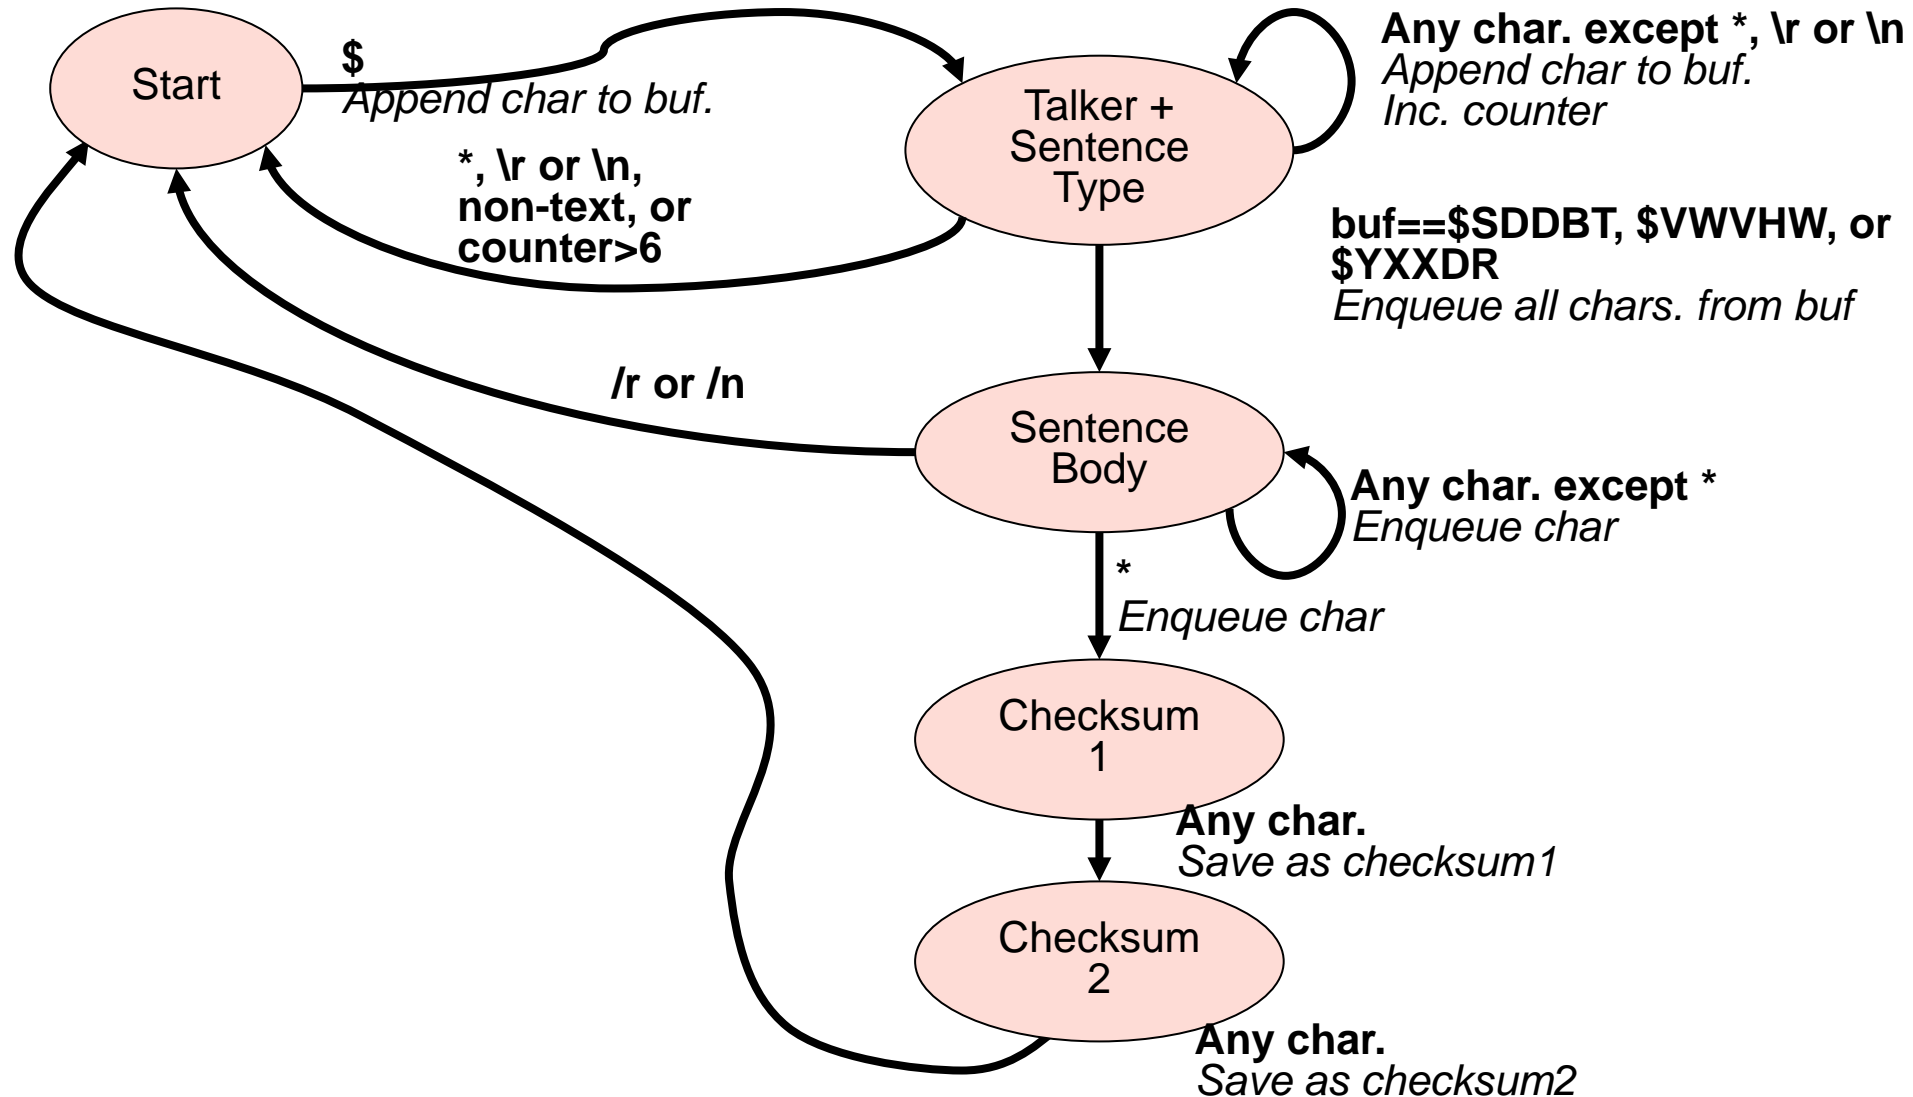 Start
$
Append char to buf.
Any char. except *, \r or \n
Append char to buf.
Inc. counter
Talker +
Sentence
Type
*, \r or \n,
non-text, or
counter>6
buf==$SDDBT, $VWVHW, or
$YXXDR
Enqueue all chars. from buf
/r or /n
Sentence
Body
Any char. except *
Enqueue char
*
Enqueue char
Checksum
1
Any char.
Save as checksum1
Checksum
2
Any char.
Save as checksum2